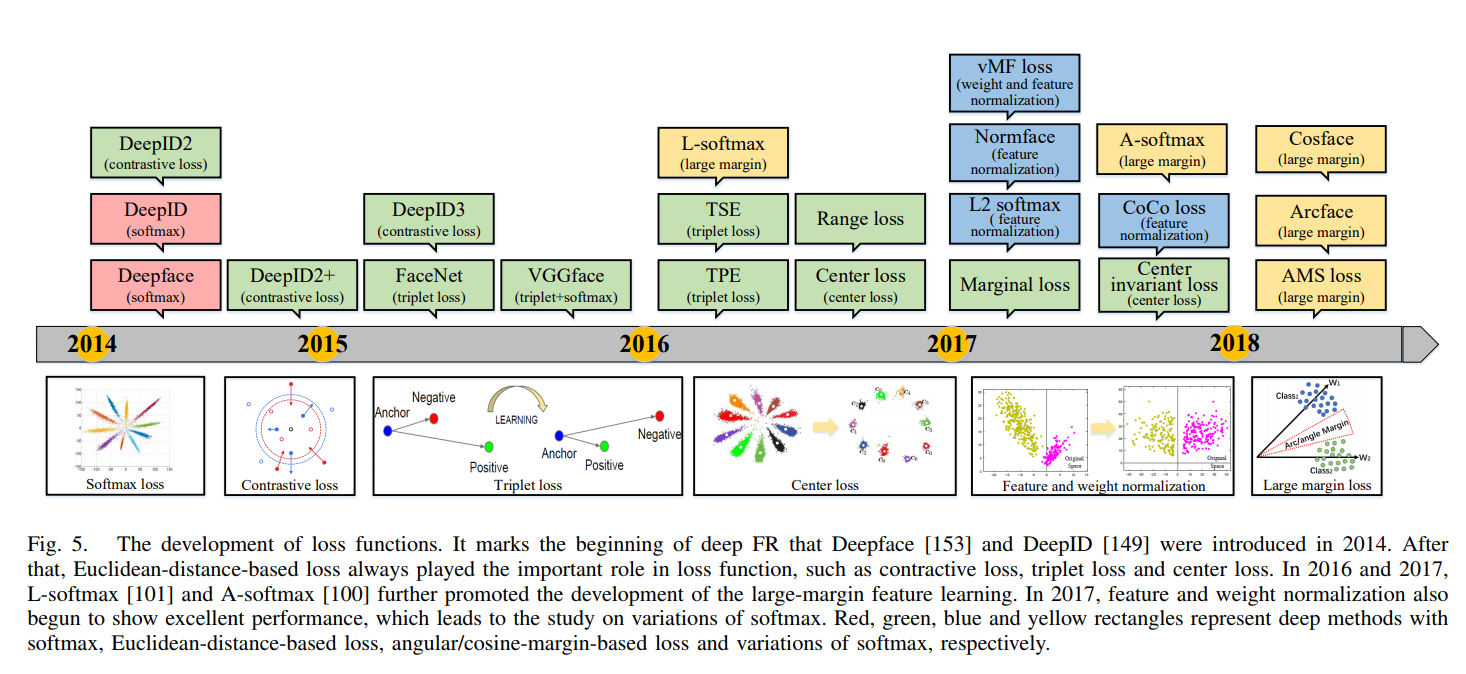 vMF loss
(weight and feature
normalization)
DeepID2
(contrastive loss)
L-softmax
(large margin)
Normface
(feature
normalization)
A-softmax
(large margin)
Cosface
(large margin)
DeepID
(softmax)
DeepID3
(contrastive loss)
TSE
(triplet loss)
Range loss
L2 softmax
( feature
normalization)
CoCo loss
(feature
normalization)
Arcface
(large margin)
Deepface
(softmax)
DeepID2+
(contrastive loss)
FaceNet
(triplet loss)
VGGface
(triplet+softmax)
TPE
(triplet loss)
Center loss
(center loss)
Marginal loss
Center
invariant loss
(center loss)
AMS loss
(large margin)
2014
2015
2016
2017
2018
Softmax loss
Contrastive loss
Anchor
Negative
Positive
LEARNING
Anchor
Negative
Positive
Triplet loss
Center loss
Original
Space
Original
Space
Feature and weight normalization
Class1
W1
Arc/angle Margin
W2
Class2
Large margin loss
Fig. 5. The development of loss functions. It marks the beginning of deep FR that Deepface [153] and DeepID [149] were introduced in 2014. After
that, Euclidean-distance-based loss always played the important role in loss function, such as contractive loss, triplet loss and center loss. In 2016 and 2017,
L-softmax [101] and A-softmax [100] further promoted the development of the large-margin feature learning. In 2017, feature and weight normalization also
begun to show excellent performance, which leads to the study on variations of softmax. Red, green, blue and yellow rectangles represent deep methods with
softmax, Euclidean-distance-based loss, angular/cosine-margin-based loss and variations of softmax, respectively.